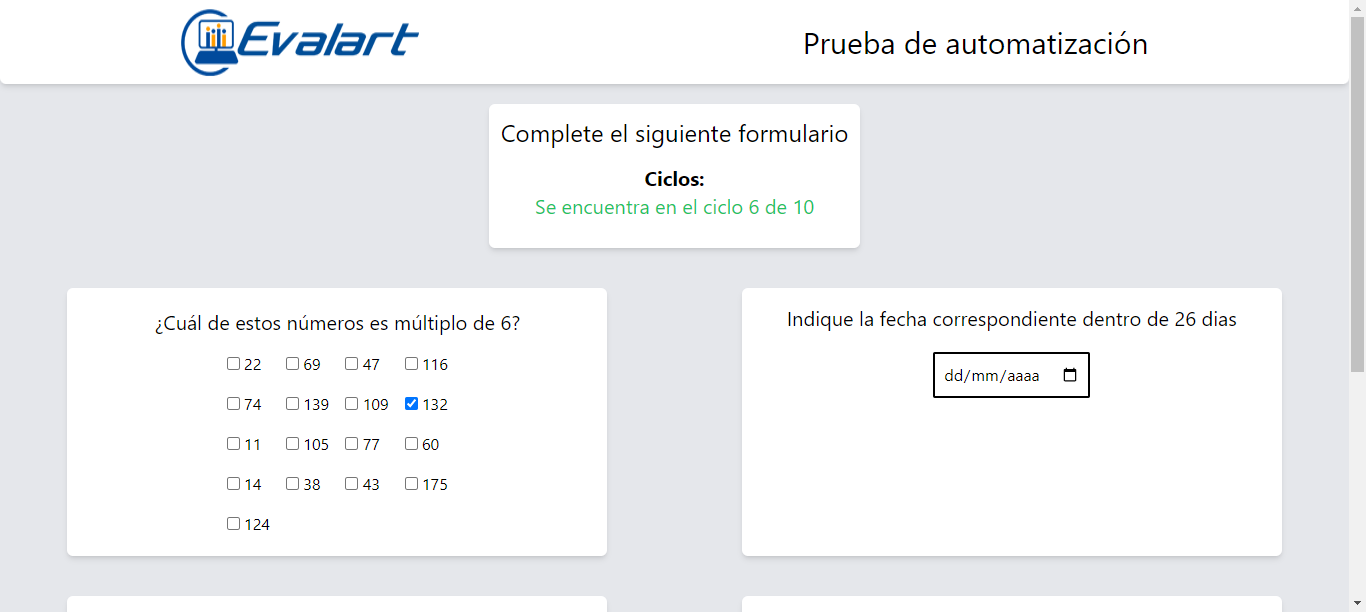 Evalart
Prueba de automatización
Complete el siguiente formulario
Ciclos:
Se encuentra en el ciclo 6 de 10
¿Cuál de estos números es múltiplo de 6?
22 69 47 116
74 139 109 132
11 105 77 60
14 38 43 175
124
Indique la fecha correspondiente dentro de 26 dias
dd/mm/aaaa